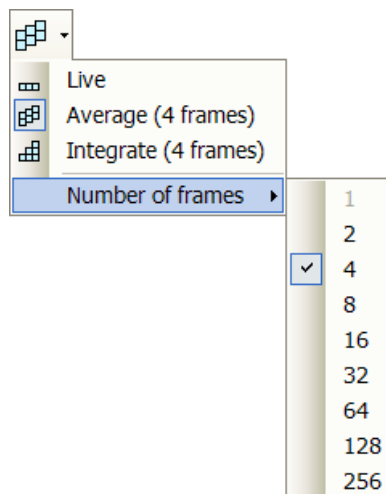 Live
Average (4 frames)
Integrate (4 frames)
Number of frames
1
2
4
8
16
32
64
128
256